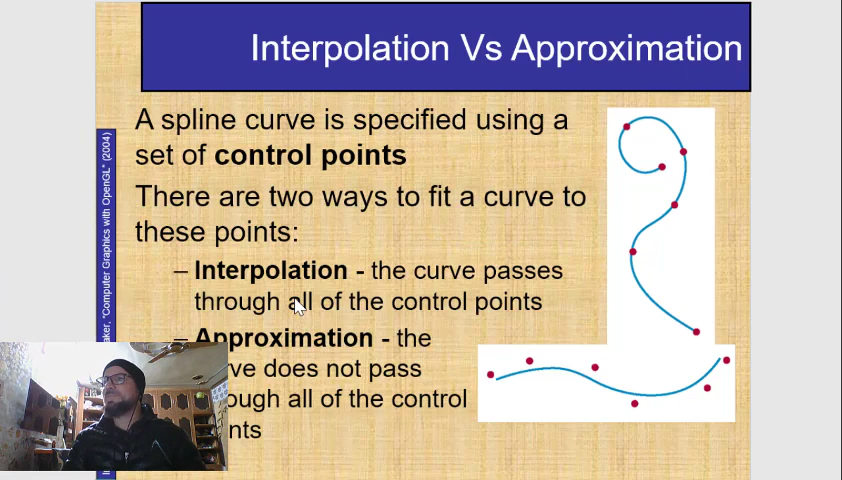 Interpolation Vs Approximation
A spline curve is specified using a
set of control points
There are two ways to fit a curve to
these points:
– Interpolation - the curve passes
through all of the control points
– Approximation - the
ve does not pass
ough all of the control
nts
aker, "Computer Graphics with OpenGL" (2004)